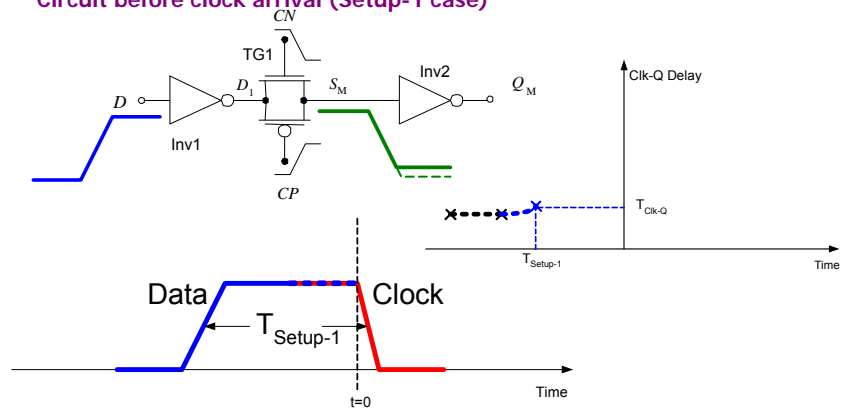 Circuit before clock arrival (Setup-1 case)
CN
TG1
D
D1
SM
Inv2
QM
Inv1
CP
Clk-Q Delay
TClk-Q
TSetup-1
Time
Data
Clock
TSetup-1
Time
t=0